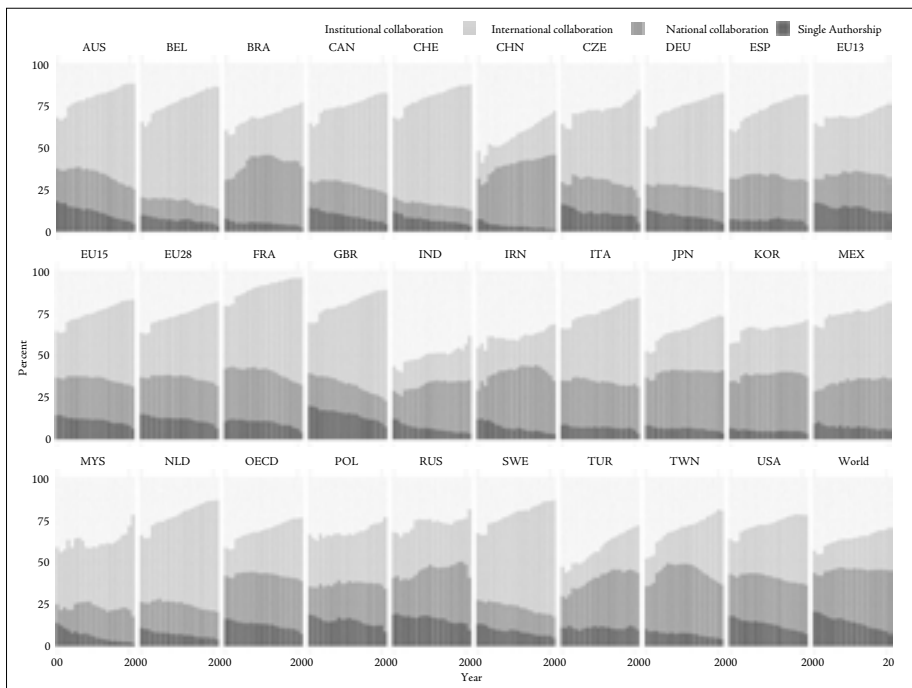 Institutional collaboration International collaboration National collaboration Single Authorship
AUS BEL BRA CAN CHE CHN CZE DEU ESP EU13
100
75
50
25
0
EU15 EU28 FRA GBR IND IRN ITA JPN KOR MEX
100
75
50
25
0
Percent
MYS NLD OECD POL RUS SWE TUR TWN USA World
100
75
50
25
0
00 2000 2000 2000 2000 2000 2000 2000 2000 2000 20
Year